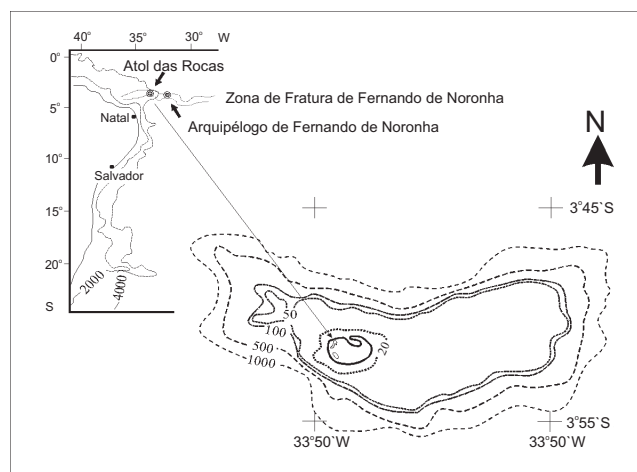 40° 35° 30° W
Atol das Rocas
0°
Zona de Fratura de Fernando de Noronha
5°
Natal
Arquipélogo de Fernando de Noronha
N
10°
Salvador
15°
3°45`S
20°
2000
4000
S
50
100
20
500
1000
3°55`S
33°50`W
33°50`W